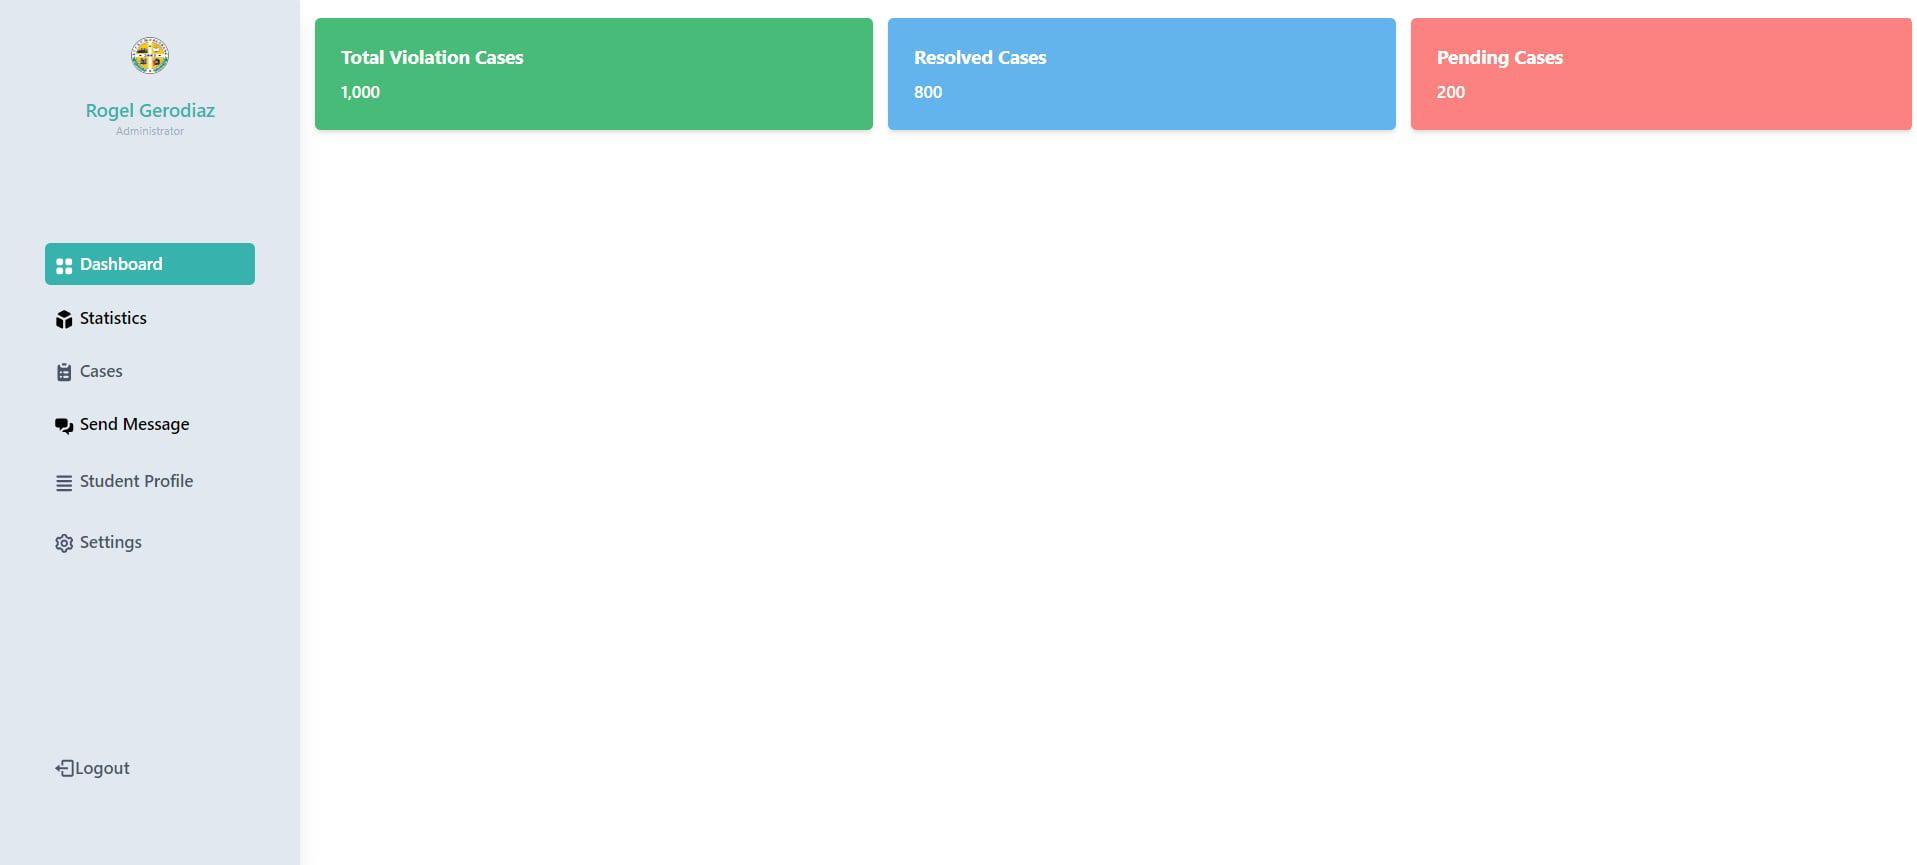 Rogel Gerodiaz
Administrator
Dashboard
Statistics
Cases
Send Message
Student Profile
Settings
Logout
Total Violation Cases
1,000
Resolved Cases
800
Pending Cases
200